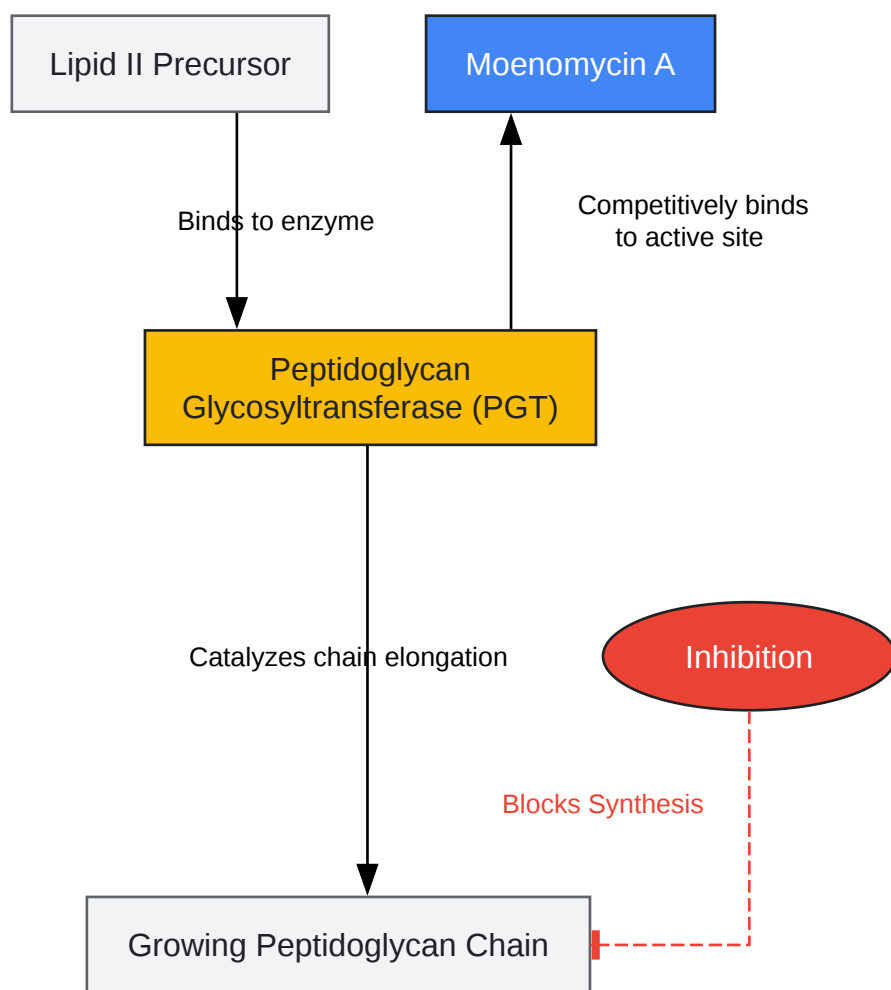 Lipid II Precursor
Moenomycin A
Binds to enzyme
Competitively binds
to active site
Peptidoglycan
Glycosyltransferase (PGT)
Catalyzes chain elongation
Inhibition
Blocks Synthesis
Growing Peptidoglycan Chain